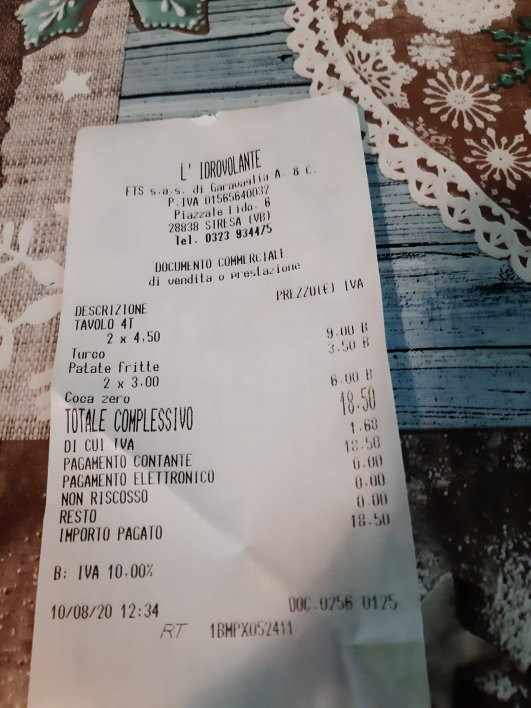 L' IDROVOLANTE
FTS s.a.s. di Garavaglia A. & C.
P.IVA 01565640032
Piazzale Lido, 6
28838 STRESA (VB)
Tel. 0323 9344/5
DOCUMENTO COMMERCIALE
di vendita o prestazione
DESCRIZIONE PREZZO(€) IVA
TAVOLO 4T
2 x 4,50
Turco 9.00 B
Patate fritte 3.50 B
2 x 3,00
Coca zero 6.00 B
TOTALE COMPLESSIVO 18.50
DI CUI IVA 1.68
PAGAMENTO CONTANTE 18.50
PAGAMENTO ELETTRONICO 0.00
NON RISCOSSO 0.00
RESTO 0.00
IMPORTO PAGATO 18.50
B: IVA 10.00%
10/08/20 12:34 DOC.0256-0125
RT 1BMPX052411